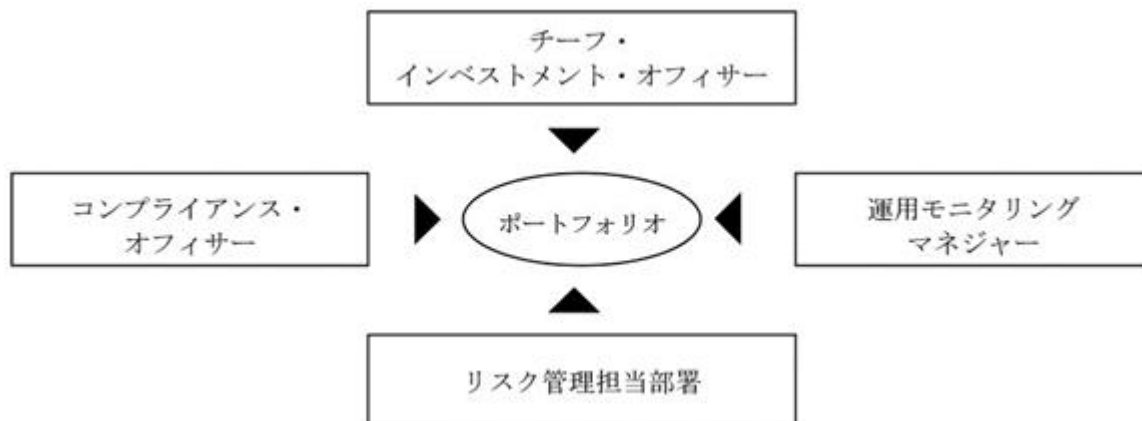 チーフ・
インベストメント・オフィサー
コンプライアンス・
オフィサー
ポートフォリオ
運用モニタリング
マネジャー
リスク管理担当部署